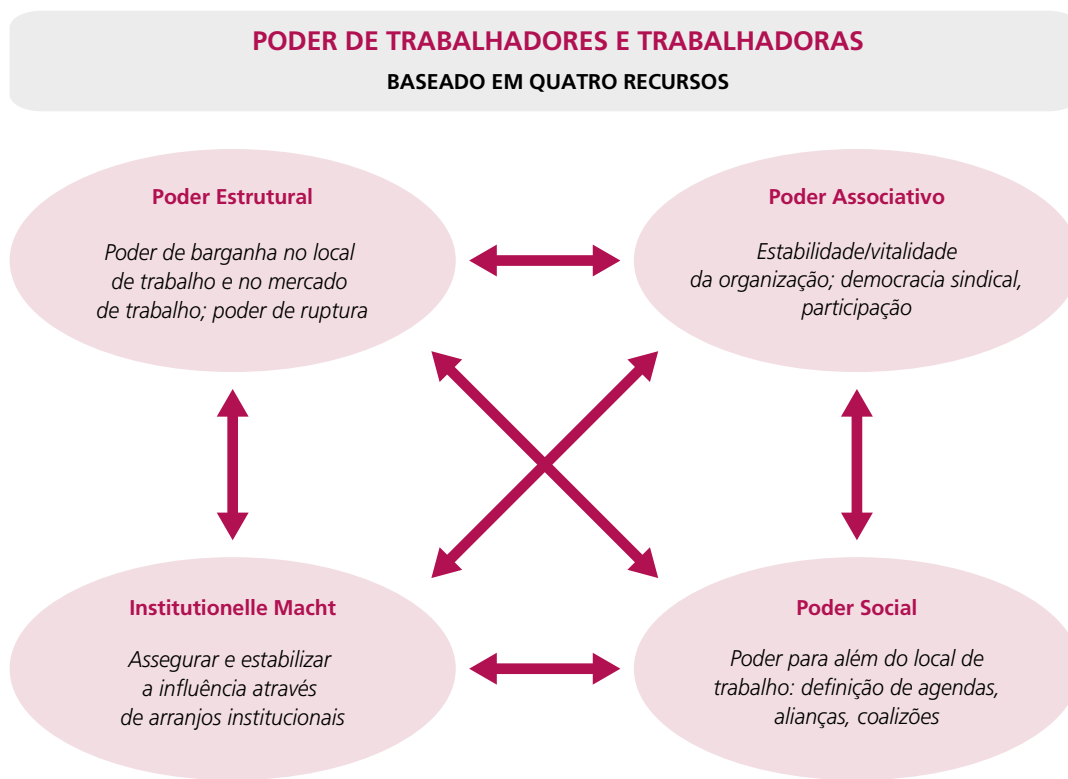 PODER DE TRABALHADORES E TRABALHADORAS
BASEADO EM QUATRO RECURSOS
Poder Estrutural
Poder de barganha no local
de trabalho e no mercado
de trabalho; poder de ruptura
Poder Associativo
Estabilidade/vitalidade
da organização; democracia sindical,
participação
Institutionelle Macht
Assegurar e estabilizar
a influência através
de arranjos institucionais
Poder Social
Poder para além do local de
trabalho: definição de agendas,
alianças, coalizões